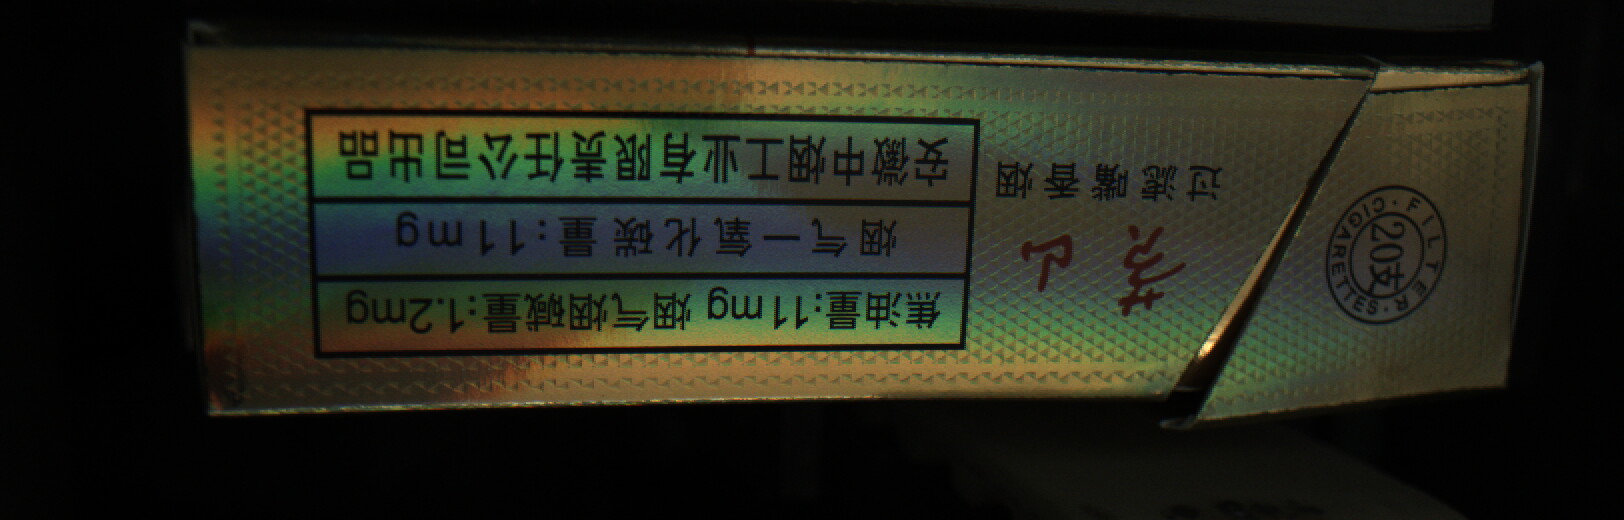 FILTER·CIGARETTES·
20支
黄山
过滤嘴香烟
焦油量:11mg 烟气烟碱量:1.2mg
烟气一氧化碳量:11mg
安徽中烟工业有限责任公司出品